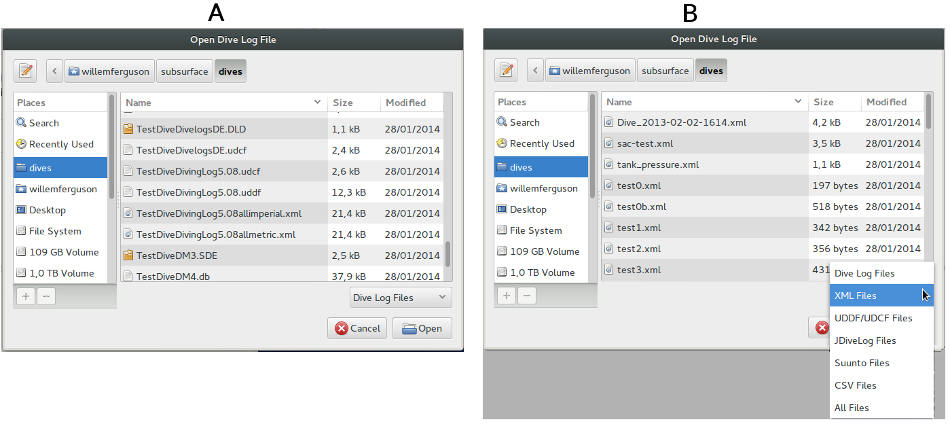 A
Open Dive Log File
willemferguson subsurface dives
Places
Search
Recently Used
dives
willemferguson
Desktop
File System
109 GB Volume
1,0 TB Volume
Name Size Modified
TestDiveDivelogsDE.DLD 1,1 kB 28/01/2014
TestDiveDivelogsDE.udcf 2,4 kB 28/01/2014
TestDiveDivingLog5.08.udcf 2,6 kB 28/01/2014
TestDiveDivingLog5.08.uddf 12,3 kB 28/01/2014
TestDiveDivingLog5.08allimperial.xml 21,4 kB 28/01/2014
TestDiveDivingLog5.08allmetric.xml 21,4 kB 28/01/2014
TestDiveDM3.SDE 2,5 kB 28/01/2014
TestDiveDM4.db 37,9 kB 28/01/2014
Dive Log Files
Cancel Open
B
Open Dive Log File
willemferguson subsurface dives
Places
Search
Recently Used
dives
willemferguson
Desktop
File System
109 GB Volume
1,0 TB Volume
Name Size Modified
Dive_2013-02-02-1614.xml 4,2 kB 28/01/2014
sac-test.xml 3,5 kB 28/01/2014
tank_pressure.xml 1,1 kB 28/01/2014
test0.xml 197 bytes 28/01/2014
test0b.xml 518 bytes 28/01/2014
test1.xml 342 bytes 28/01/2014
test2.xml 356 bytes 28/01/2014
test3.xml 431
Dive Log Files
XML Files
UDDF/UDCF Files
JDiveLog Files
Suunto Files
CSV Files
All Files